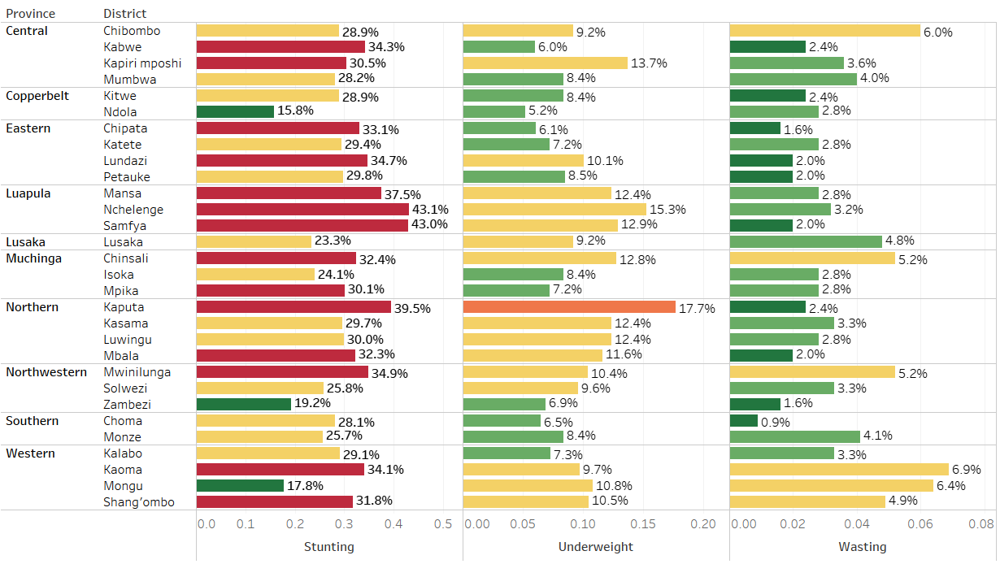 Province District
Central Chibombo 28.9% 9.2% 6.0%
Kabwe 34.3% 6.0% 2.4%
Kapiri mposhi 30.5% 13.7% 3.6%
Mumbwa 28.2% 8.4% 4.0%
Copperbelt Kitwe 28.9% 8.4% 2.4%
Ndola 15.8% 5.2% 2.8%
Eastern Chipata 33.1% 6.1% 1.6%
Katete 29.4% 7.2% 2.8%
Lundazi 34.7% 10.1% 2.0%
Petauke 29.8% 8.5% 2.0%
Luapula Mansa 37.5% 12.4% 2.8%
Nchelenge 43.1% 15.3% 3.2%
Samfya 43.0% 12.9% 2.0%
Lusaka Lusaka 23.3% 9.2% 4.8%
Muchinga Chinsali 32.4% 12.8% 5.2%
Isoka 24.1% 8.4% 2.8%
Mpika 30.1% 7.2% 2.8%
Northern Kaputa 39.5% 17.7% 2.4%
Kasama 29.7% 12.4% 3.3%
Luwingu 30.0% 12.4% 2.8%
Mbala 32.3% 11.6% 2.0%
Northwestern Mwinilunga 34.9% 10.4% 5.2%
Solwezi 25.8% 9.6% 3.3%
Zambezi 19.2% 6.9% 1.6%
Southern Choma 28.1% 6.5% 0.9%
Monze 25.7% 8.4% 4.1%
Western Kalabo 29.1% 7.3% 3.3%
Kaoma 34.1% 9.7% 6.9%
Mongu 17.8% 10.8% 6.4%
Shang’ombo 31.8% 10.5% 4.9%
0.0 0.1 0.2 0.3 0.4 0.5 0.00 0.05 0.10 0.15 0.20 0.00 0.02 0.04 0.06 0.08
Stunting Underweight Wasting